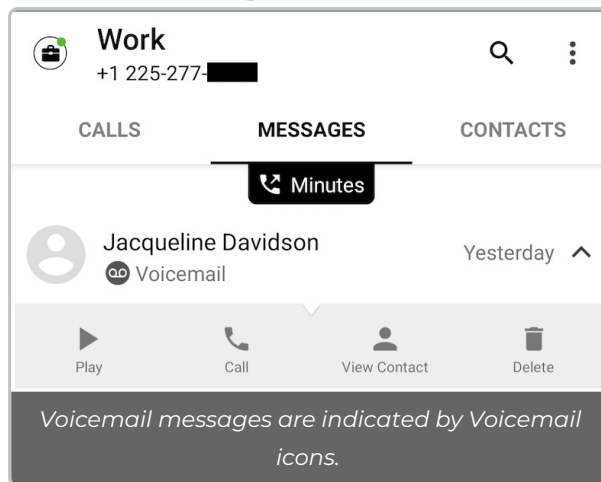 Work
+1 225-277-
CALLS MESSAGES CONTACTS
Minutes
Jacqueline Davidson
Voicemail
Yesterday
Play Call View Contact Delete
Voicemail messages are indicated by Voicemail
icons.